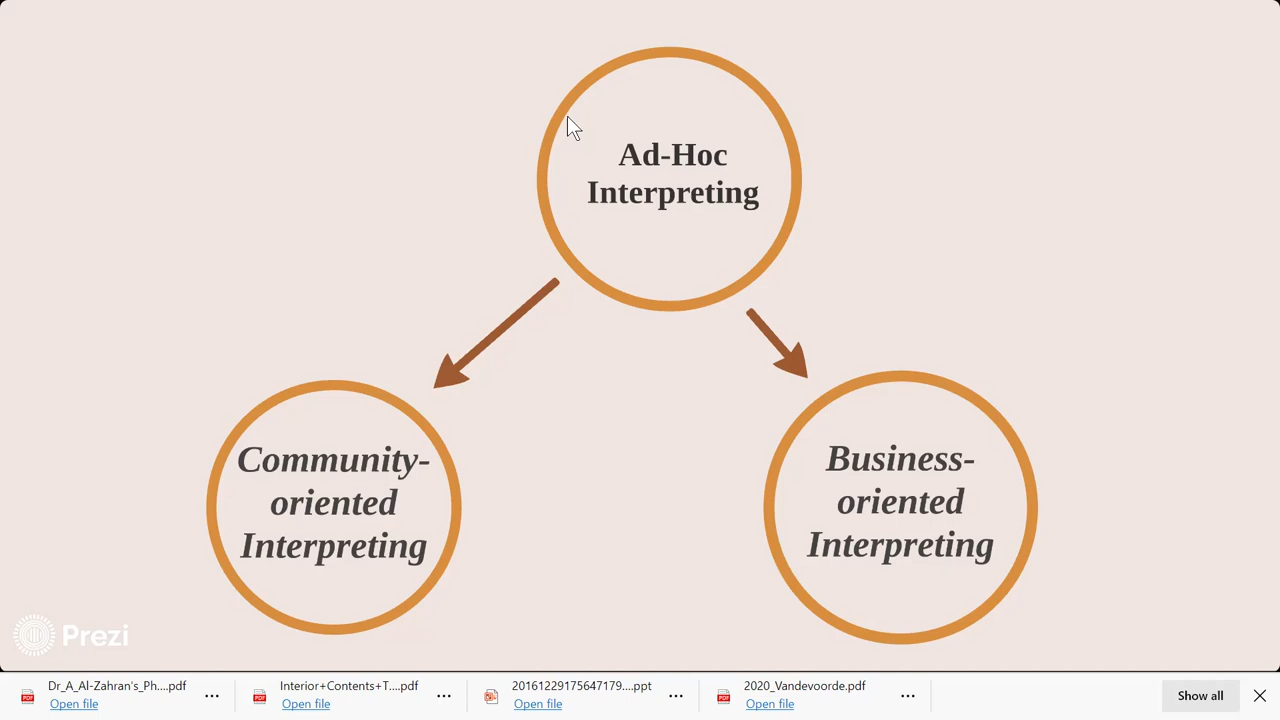 Ad-Hoc
Interpreting
Community-
oriented
Interpreting
Business-
oriented
Interpreting
Prezi
Dr_A_Al-Zahran's_Ph....pdf
Open file
Interior+Contents+T....pdf
Open file
20161229175647179....ppt
Open file
2020_Vandevoorde.pdf
Open file
Show all